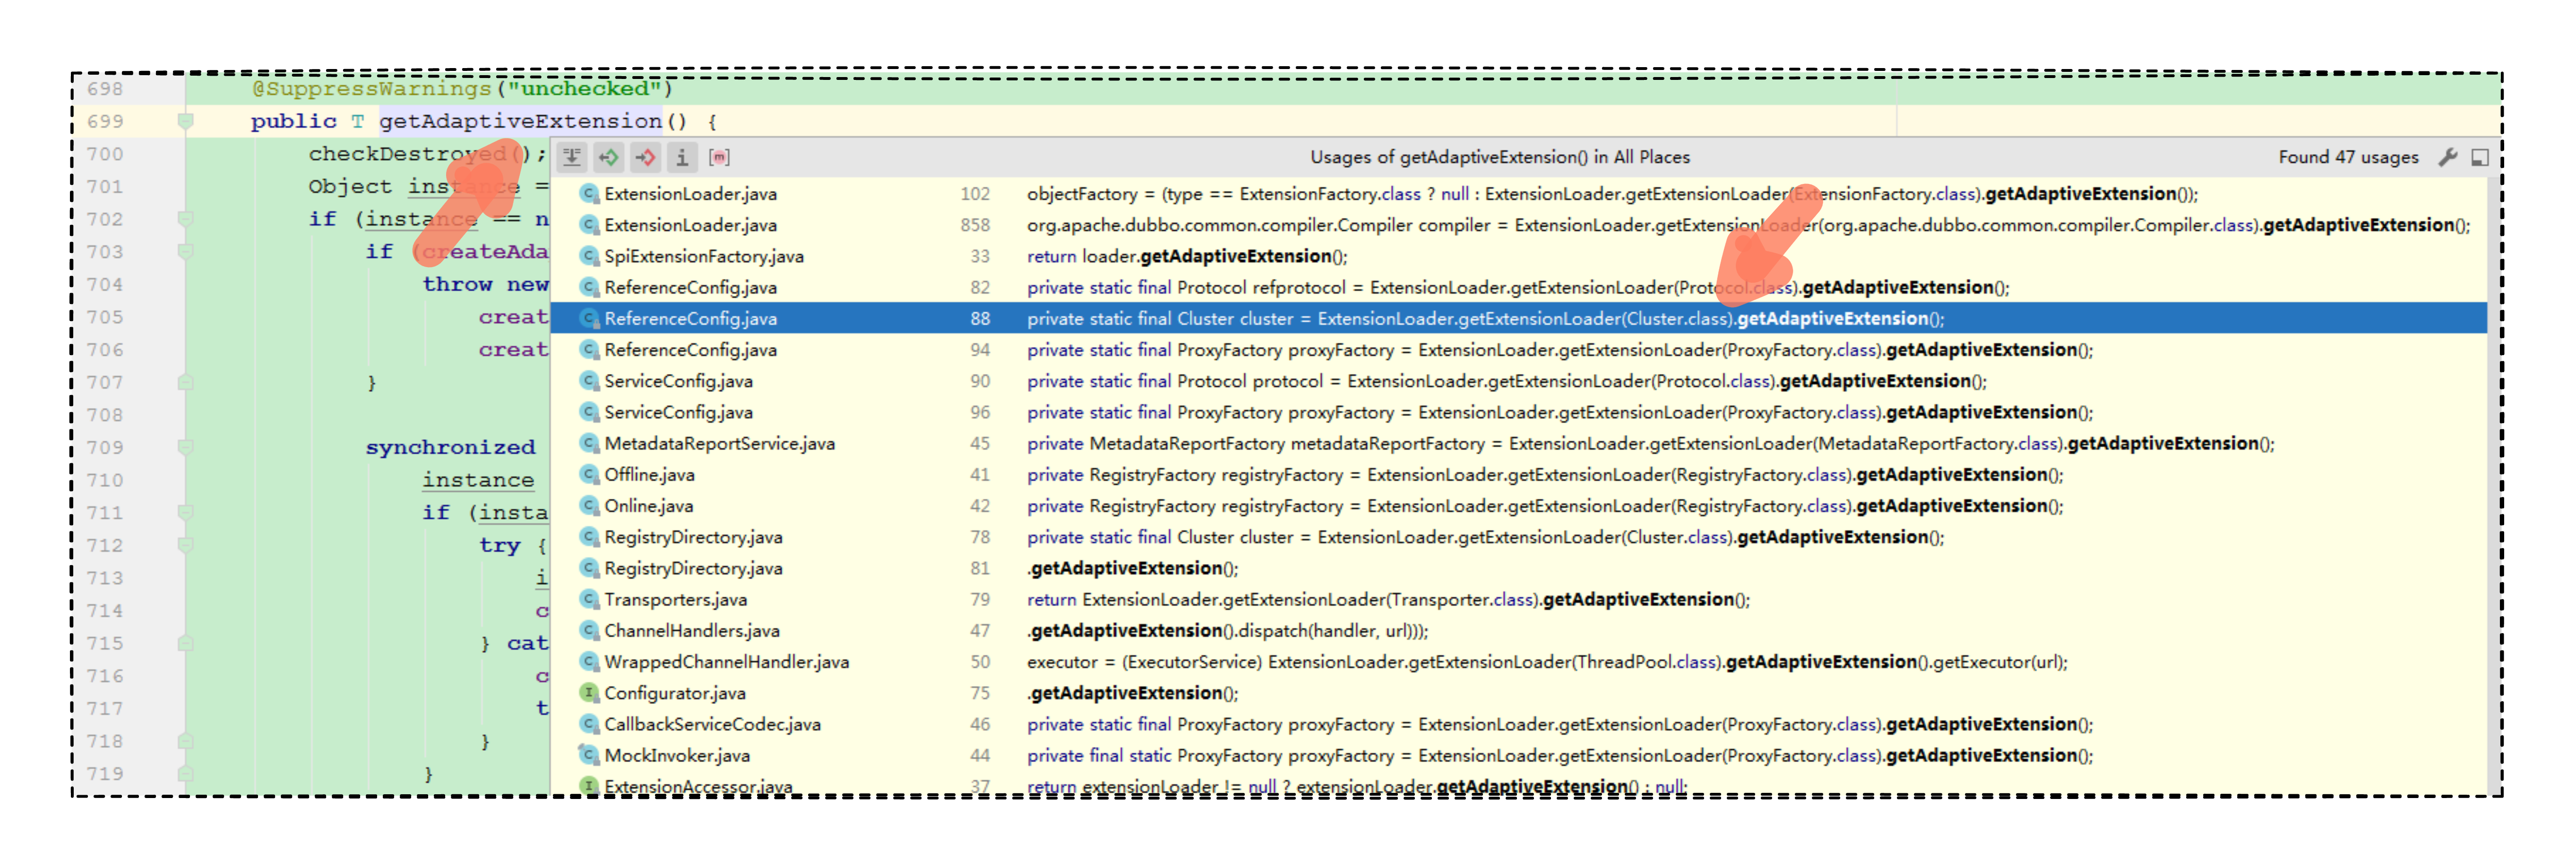 698 @SuppressWarnings("unchecked")
699 public T getAdaptiveExtension() {
700 checkDestroyed();
701 Object instance =
702 if (instance == n
703 if (createAda
704 throw new
705 creat
706 creat
707 }
708
709 synchronized
710 instance
711 if (insta
712 try {
713 i
714 c
715 } cat
716 c
717 t
718 }
719 }
Usages of getAdaptiveExtension() in All Places Found 47 usages
ExtensionLoader.java 102 objectFactory = (type == ExtensionFactory.class ? null : ExtensionLoader.getExtensionLoader(ExtensionFactory.class).getAdaptiveExtension());
ExtensionLoader.java 858 org.apache.dubbo.common.compiler.Compiler compiler = ExtensionLoader.getExtensionLoader(org.apache.dubbo.common.compiler.Compiler.class).getAdaptiveExtension();
SpiExtensionFactory.java 33 return loader.getAdaptiveExtension();
ReferenceConfig.java 82 private static final Protocol refprotocol = ExtensionLoader.getExtensionLoader(Protocol.class).getAdaptiveExtension();
ReferenceConfig.java 88 private static final Cluster cluster = ExtensionLoader.getExtensionLoader(Cluster.class).getAdaptiveExtension();
ReferenceConfig.java 94 private static final ProxyFactory proxyFactory = ExtensionLoader.getExtensionLoader(ProxyFactory.class).getAdaptiveExtension();
ServiceConfig.java 90 private static final Protocol protocol = ExtensionLoader.getExtensionLoader(Protocol.class).getAdaptiveExtension();
ServiceConfig.java 96 private static final ProxyFactory proxyFactory = ExtensionLoader.getExtensionLoader(ProxyFactory.class).getAdaptiveExtension();
MetadataReportService.java 45 private MetadataReportFactory metadataReportFactory = ExtensionLoader.getExtensionLoader(MetadataReportFactory.class).getAdaptiveExtension();
Offline.java 41 private RegistryFactory registryFactory = ExtensionLoader.getExtensionLoader(RegistryFactory.class).getAdaptiveExtension();
Online.java 42 private RegistryFactory registryFactory = ExtensionLoader.getExtensionLoader(RegistryFactory.class).getAdaptiveExtension();
RegistryDirectory.java 78 private static final Cluster cluster = ExtensionLoader.getExtensionLoader(Cluster.class).getAdaptiveExtension();
RegistryDirectory.java 81 .getAdaptiveExtension();
Transporters.java 79 return ExtensionLoader.getExtensionLoader(Transporter.class).getAdaptiveExtension();
ChannelHandlers.java 47 .getAdaptiveExtension().dispatch(handler, url)));
WrappedChannelHandler.java 50 executor = (ExecutorService) ExtensionLoader.getExtensionLoader(ThreadPool.class).getAdaptiveExtension().getExecutor(url);
Configurator.java 75 .getAdaptiveExtension();
CallbackServiceCodec.java 46 private static final ProxyFactory proxyFactory = ExtensionLoader.getExtensionLoader(ProxyFactory.class).getAdaptiveExtension();
MockInvoker.java 44 private final static ProxyFactory proxyFactory = ExtensionLoader.getExtensionLoader(ProxyFactory.class).getAdaptiveExtension();
ExtensionAccessor.java 37 return extensionLoader != null ? extensionLoader.getAdaptiveExtension() : null;